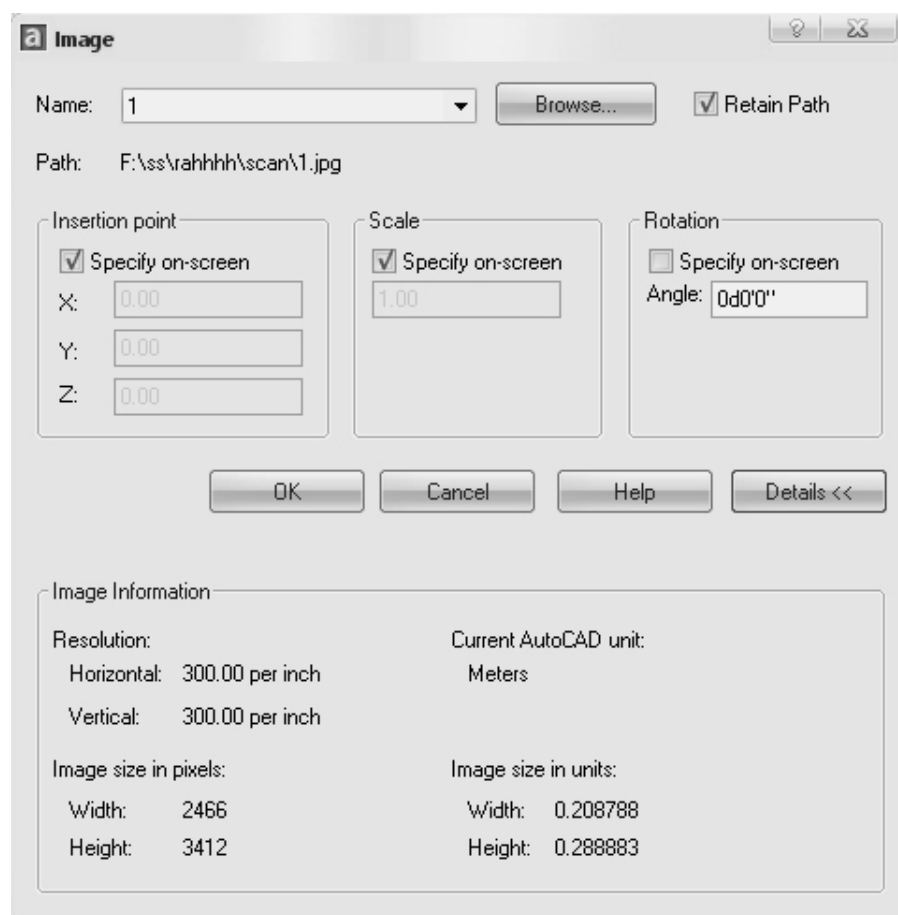 a Image
Name: 1 Browse... Retain Path
Path: F:\ss\rahhhh\scan\1.jpg
Insertion point Scale Rotation
Specify on-screen Specify on-screen Specify on-screen
X: 0.00 1.00 Angle: 0d0'0"
Y: 0.00
Z: 0.00
OK Cancel Help Details <<
Image Information
Resolution: Current AutoCAD unit:
Horizontal: 300.00 per inch Meters
Vertical: 300.00 per inch
Image size in pixels: Image size in units:
Width: 2466 Width: 0.208788
Height: 3412 Height: 0.288883